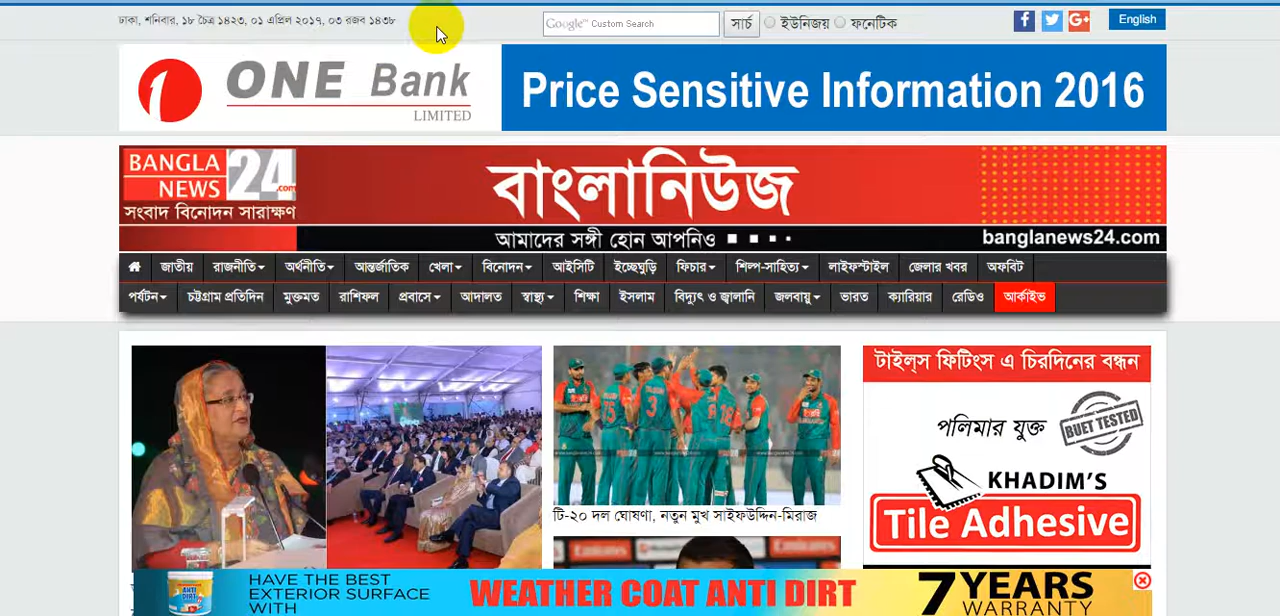 ঢাকা, শনিবার, ১৮ চৈত্র ১৪২৩, ০১ এপ্রিল ২০১৭, ০৩ রজব ১৪৩৮
Google™ Custom Search
সার্চ
ইউনিজয়
ফনেটিক
f
G+
English
ONE Bank
LIMITED
Price Sensitive Information 2016
BANGLA
NEWS
24.com
সংবাদ বিনোদন সারাক্ষণ
বাংলানিউজ
আমাদের সঙ্গী হোন আপনিও
banglanews24.com
জাতীয় রাজনীতি অর্থনীতি আন্তর্জাতিক খেলা বিনোদন আইসিটি ইচ্ছেঘুড়ি ফিচার শিল্প-সাহিত্য লাইফস্টাইল জেলার খবর অফবিট
পর্যটন চট্টগ্রাম প্রতিদিন মুক্তমত রাশিফল প্রবাসে আদালত স্বাস্থ্য শিক্ষা ইসলাম বিদ্যুৎ ও জ্বালানি জলবায়ু ভারত ক্যারিয়ার রেডিও আর্কাইভ
টি-২০ দল ঘোষণা, নতুন মুখ সাইফউদ্দিন-মিরাজ
টাইল্‌স ফিটিংস এ চিরদিনের বন্ধন
পলিমার যুক্ত
BUET TESTED
KHADIM'S
Tile Adhesive
ANTI
DIRT
HAVE THE BEST
EXTERIOR SURFACE
WITH
WEATHER COAT ANTI DIRT
7 YEARS
WARRANTY